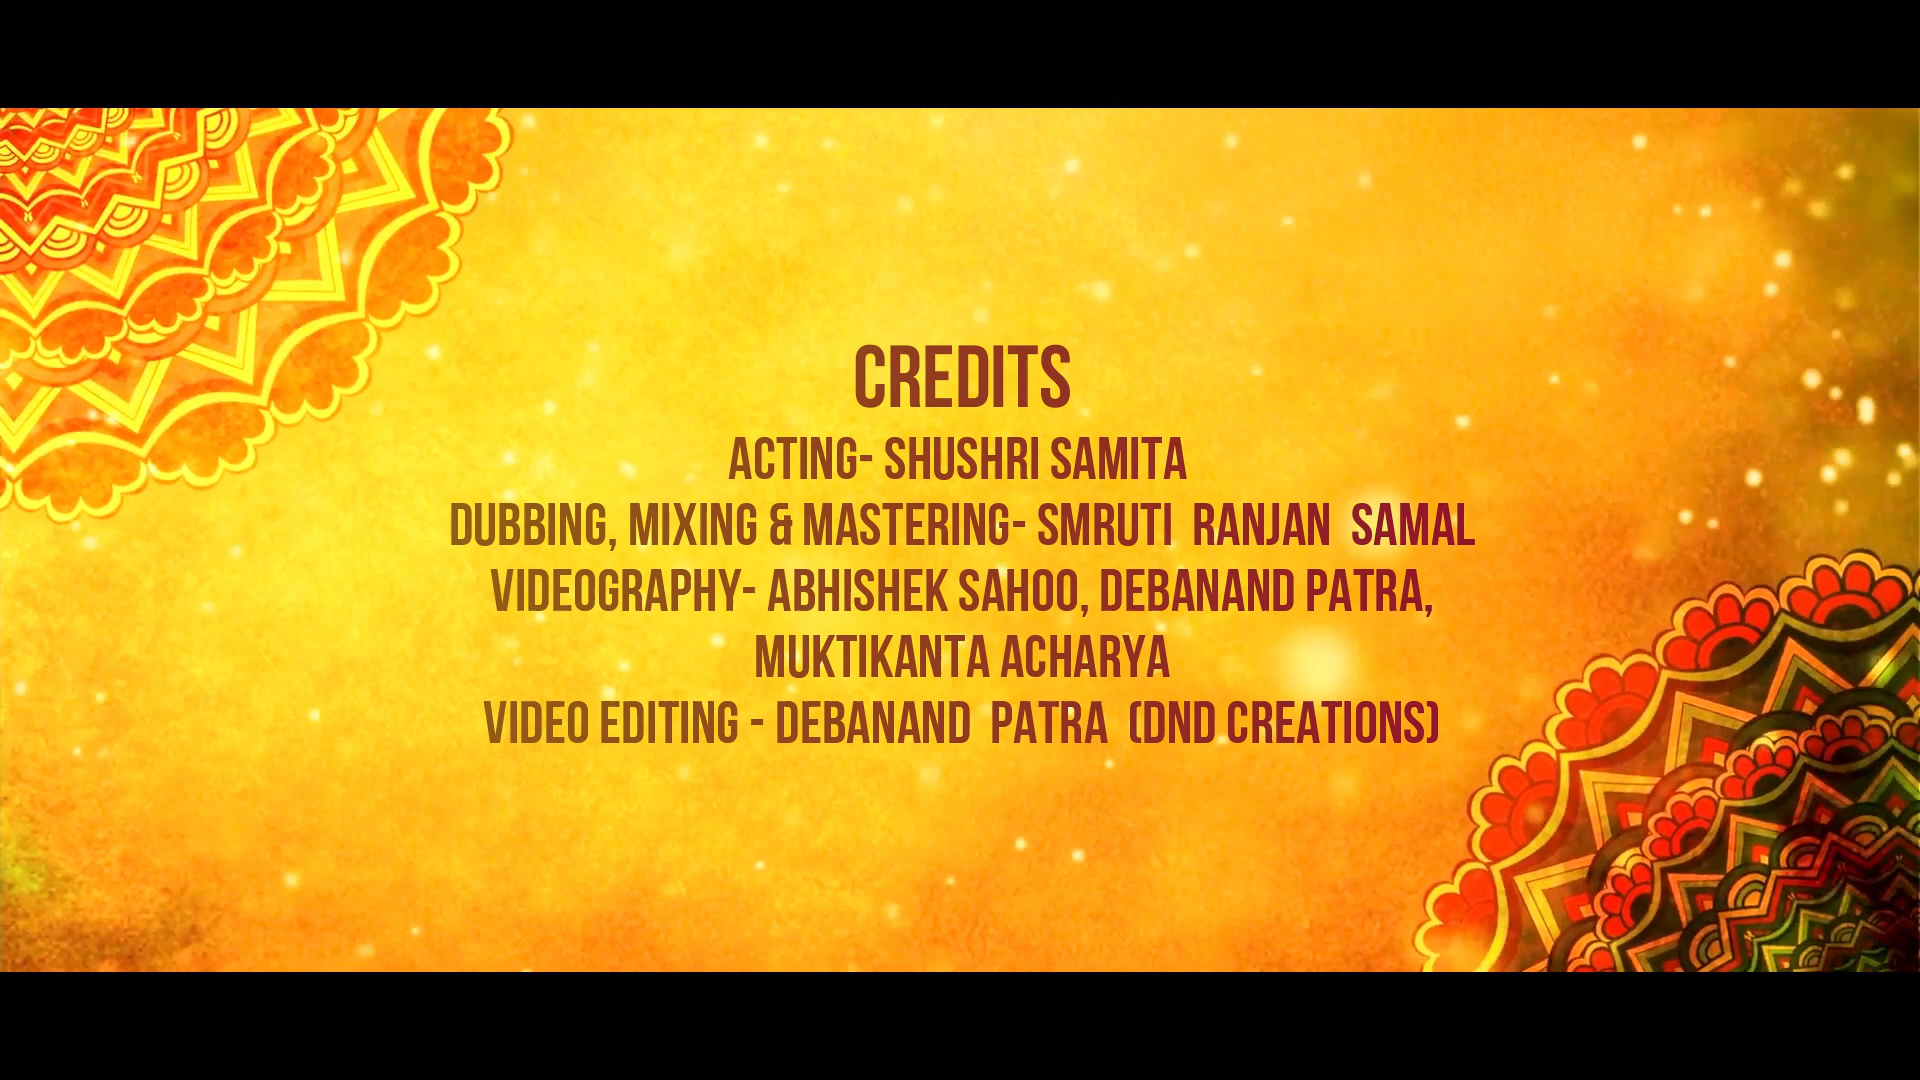 CREDITS
ACTING- SHUSHRI SAMITA
DUBBING, MIXING & MASTERING- SMRUTI RANJAN SAMAL
VIDEOGRAPHY- ABHISHEK SAHOO, DEBANAND PATRA,
MUKTIKANTA ACHARYA
VIDEO EDITING - DEBANAND PATRA (DND CREATIONS)